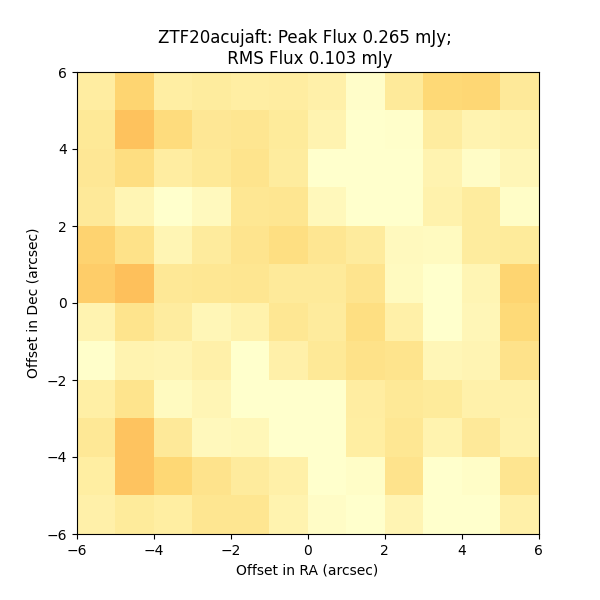 ZTF20acujaft: Peak Flux 0.265 mJy;
RMS Flux 0.103 mJy
6
4
2
0
−2
−4
−6
Offset in Dec (arcsec)
−6 −4 −2 0 2 4 6
Offset in RA (arcsec)